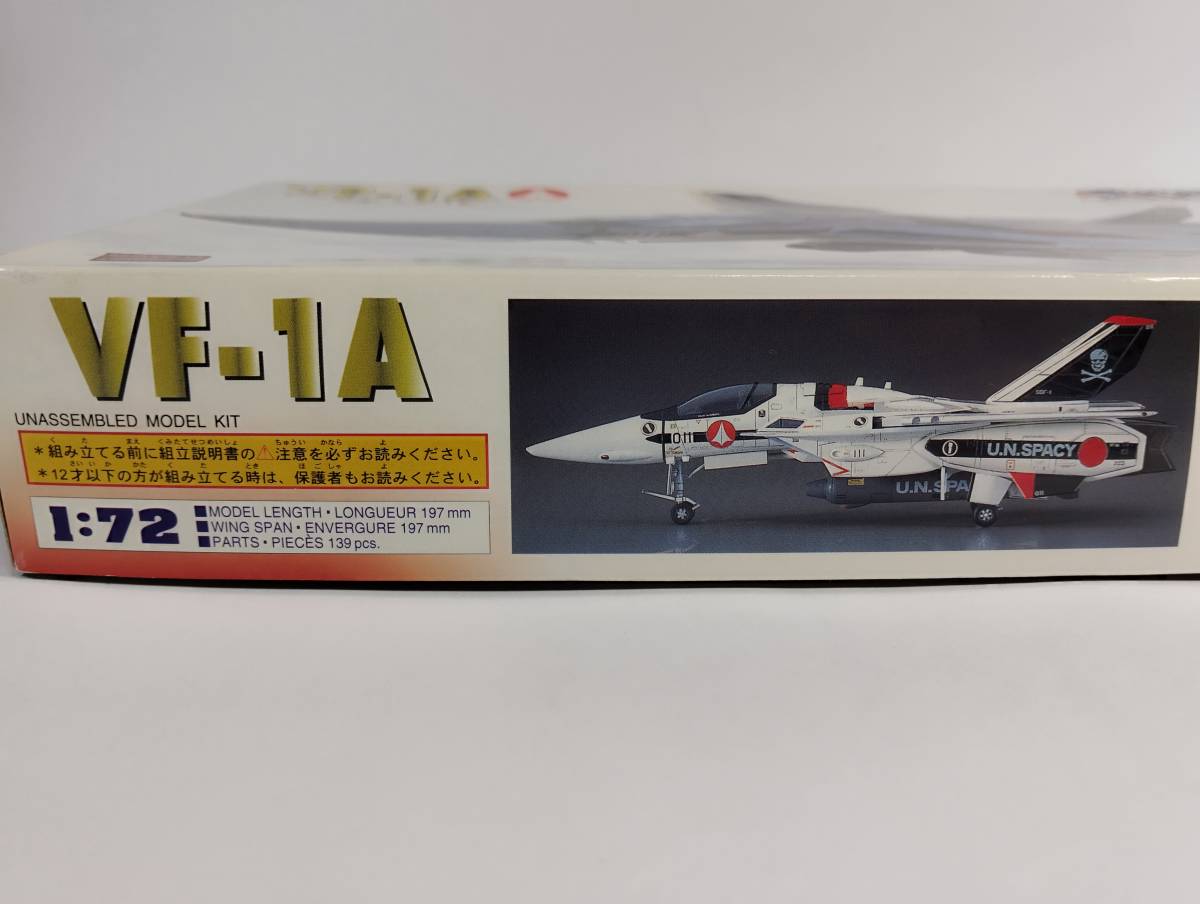 VF-1A
VF-1A
UNASSEMBLED MODEL KIT
*組み立てる前に組立説明書の⚠注意を必ずお読みください。
*12才以下の方が組み立てる時は、保護者もお読みください。
1:72
MODEL LENGTH・LONGUEUR 197 mm
WING SPAN・ENVERGURE 197 mm
PARTS・PIECES 139 pcs.
011
111
U.N.SPACY
U.N.SPA